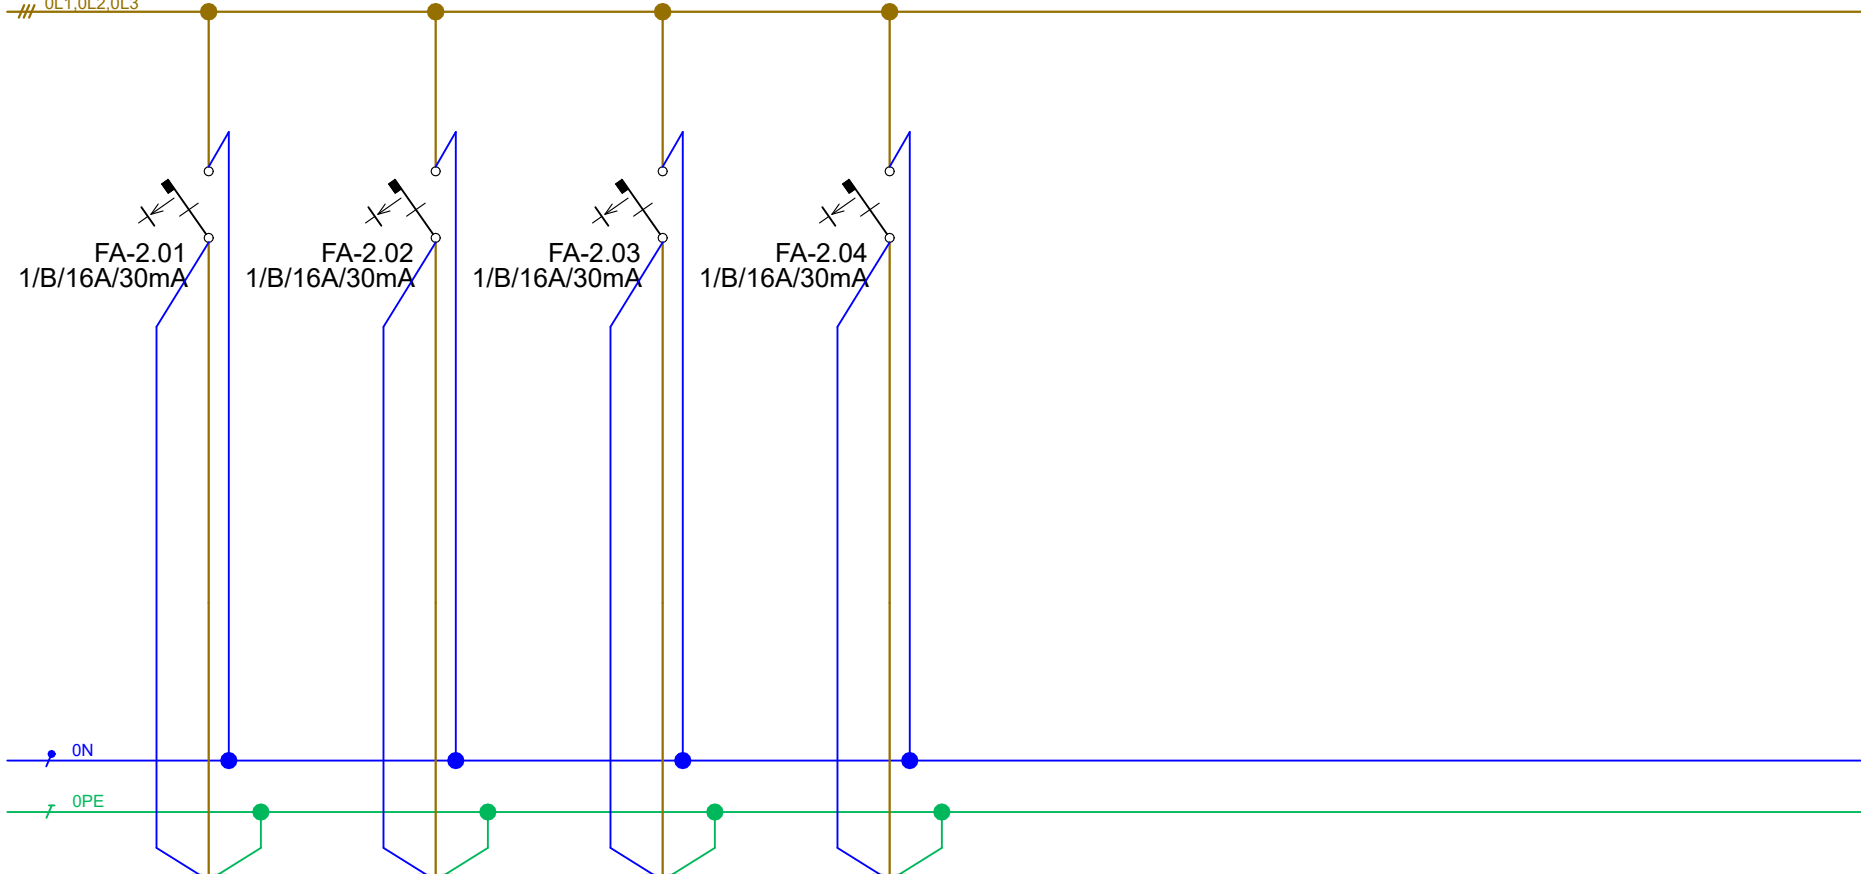 0L1,0L2,0L3
FA-2.01
1/B/16A/30mA
FA-2.02
1/B/16A/30mA
FA-2.03
1/B/16A/30mA
FA-2.04
1/B/16A/30mA
0N
0PE